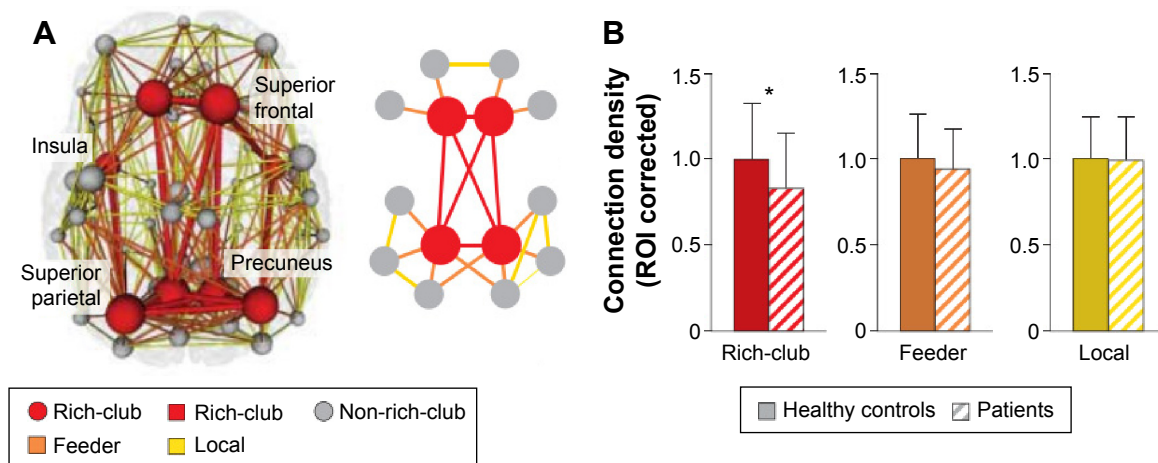 A
Superior
frontal
Insula
Superior
parietal
Precuneus
Rich-club
Rich-club
Non-rich-club
Feeder
Local
B
Connection density
(ROI corrected)
1.5
1.0
0.5
0
*
Rich-club
1.5
1.0
0.5
0
Feeder
1.5
1.0
0.5
0
Local
Healthy controls
Patients